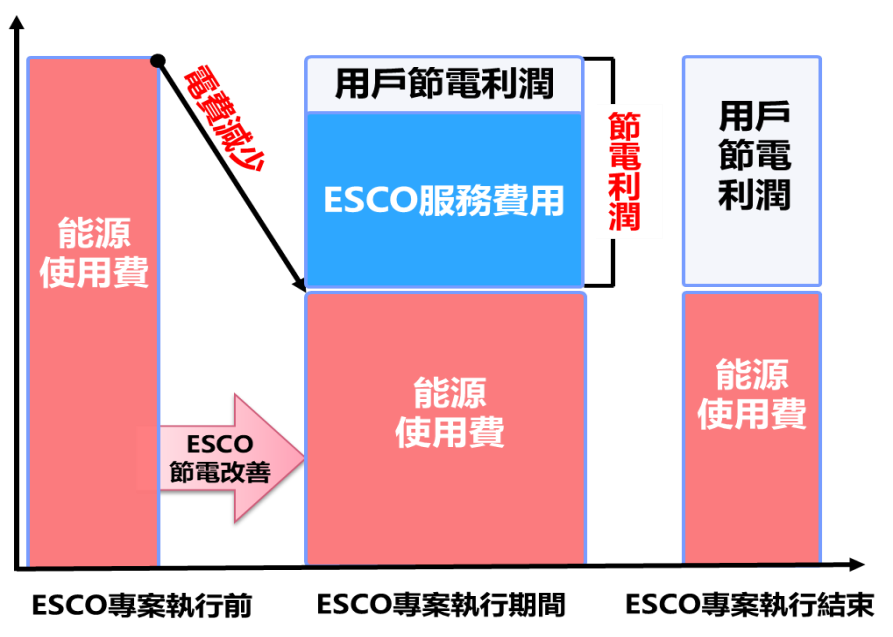 能源
使用費
電費減少
ESCO
節電改善
用戶節電利潤
ESCO服務費用
能源
使用費
節電利潤
用戶
節電
利潤
能源
使用費
ESCO專案執行前
ESCO專案執行期間
ESCO專案執行結束